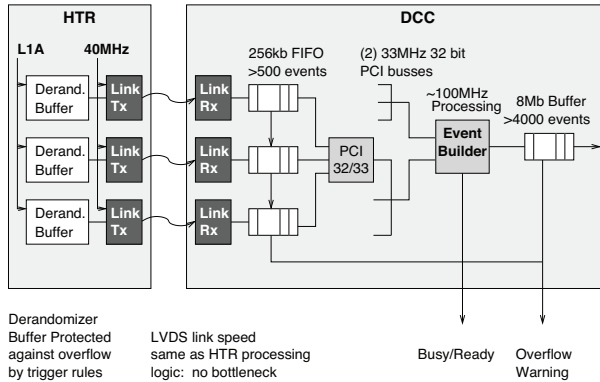 HTR
DCC
L1A
40MHz
Derand.
Buffer
Link
Tx
Link
Rx
256kb FIFO
>500 events
(2) 33MHz 32 bit
PCI busses
~100MHz
Processing
8Mb Buffer
>4000 events
Derand.
Buffer
Link
Tx
Link
Rx
PCI
32/33
Event
Builder
Derand.
Buffer
Link
Tx
Link
Rx
Derandomizer
Buffer Protected
against overflow
by trigger rules
LVDS link speed
same as HTR processing
logic: no bottleneck
Busy/Ready
Overflow
Warning